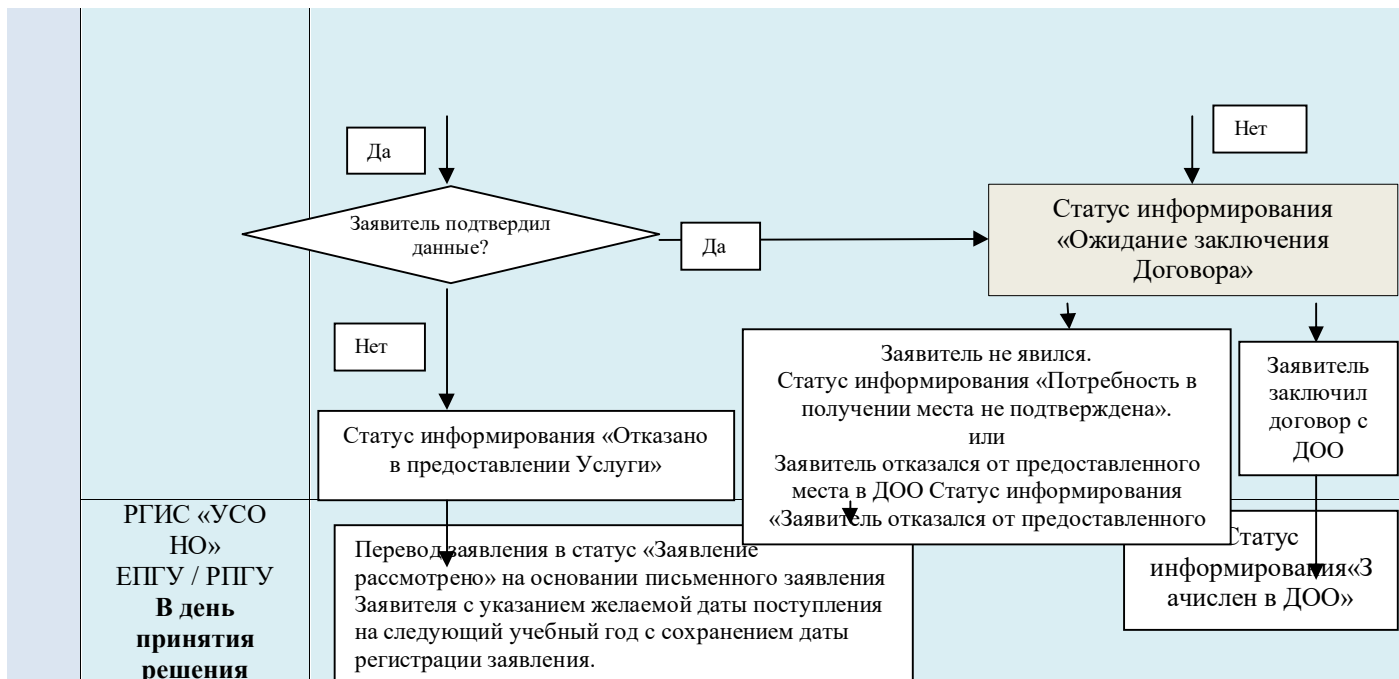 Да
Нет
Заявитель подтвердил
данные?
Да
Статус информирования
«Ожидание заключения
Договора»
Нет
Заявитель не явился.
Статус информирования «Потребность в
получении места не подтверждена».
или
Заявитель отказался от предоставленного
места в ДОО Статус информирования
«Заявитель отказался от предоставленного
Заявитель
заключил
договор с
ДОО
Статус информирования «Отказано
в предоставлении Услуги»
РГИС «УСО
НО»
ЕПГУ / РПГУ
В день
принятия
решения
Перевод заявления в статус «Заявление
рассмотрено» на основании письменного заявления
Заявителя с указанием желаемой даты поступления
на следующий учебный год с сохранением даты
регистрации заявления.
Статус
информирования«З
ачислен в ДОО»